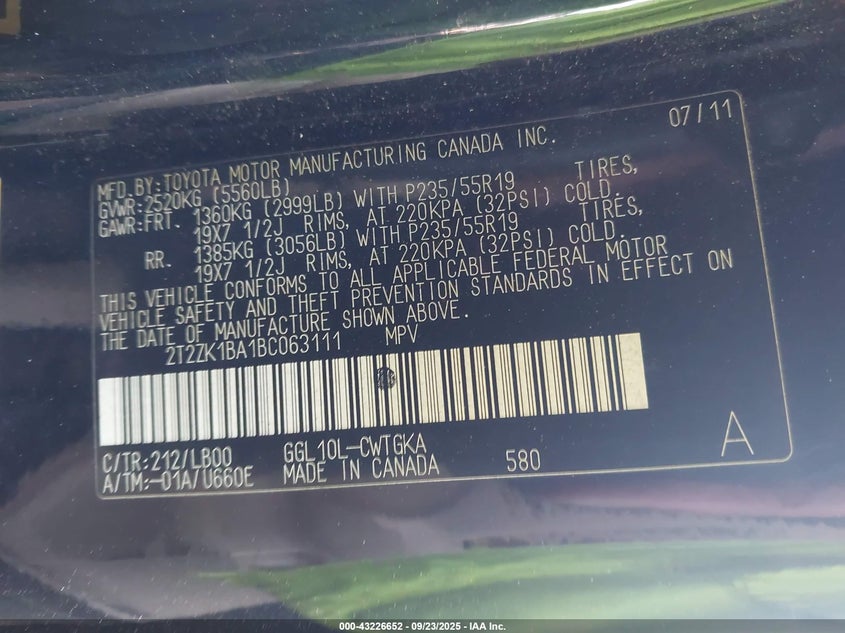 07/11
MFD.BY:TOYOTA MOTOR MANUFACTURING CANADA INC.
GVWR:2520KG (5560LB)
GAWR:FRT. 1360KG (2999LB) WITH P235/55R19 TIRES,
19X7 1/2J RIMS, AT 220KPA (32PSI) COLD.
RR. 1385KG (3056LB) WITH P235/55R19 TIRES,
19X7 1/2J RIMS, AT 220KPA (32PSI) COLD.
THIS VEHICLE CONFORMS TO ALL APPLICABLE FEDERAL MOTOR
VEHICLE SAFETY AND THEFT PREVENTION STANDARDS IN EFFECT ON
THE DATE OF MANUFACTURE SHOWN ABOVE.
2T2ZK1BA1BC063111 MPV
C/TR:212/LB00 GGL10L-CWTGKA
A/TM:-01A/U660E MADE IN CANADA 580 A
000-43226652 - 09/23/2025 - IAA Inc.